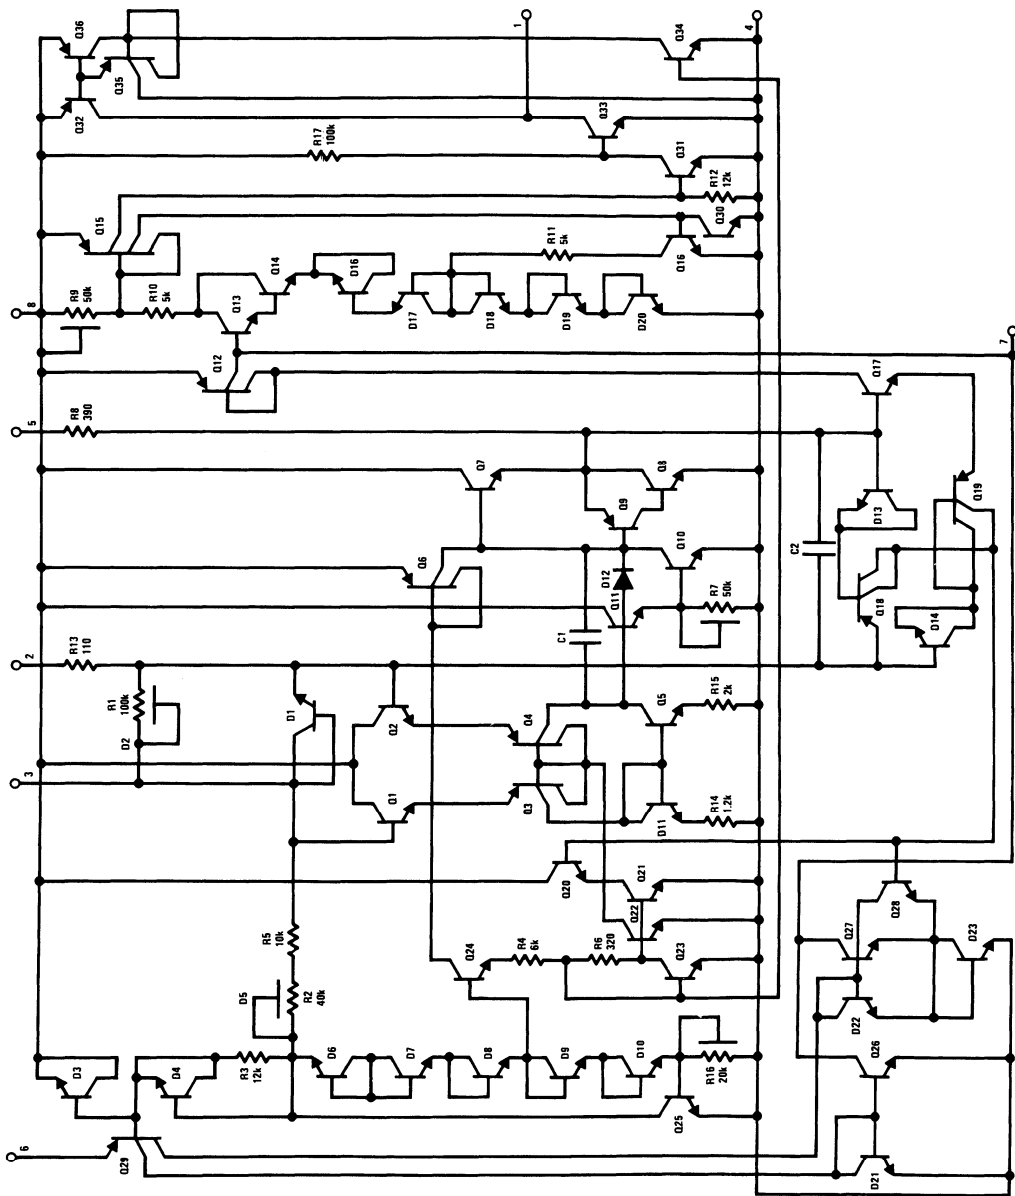 Q36
Q35
Q32
1
Q34
4
Q33
R17
100k
Q31
R12
12k
Q15
Q30
R11
5k
Q16
8
R9
50k
R10
5k
Q14
D16
Q13
D17
D18
D19
D20
Q12
7
Q17
5
R8
390
Q7
Q8
Q9
D13
Q19
C2
Q6
Q10
D12
Q11
R7
50k
Q18
D14
C1
2
R13
110
R1
100k
D2
D1
Q2
Q4
Q5
R15
2k
3
Q1
Q3
D11
R14
1.2k
Q20
Q21
Q22
Q28
R5
10k
Q24
R4
6k
R6
320
Q23
Q27
D23
D5
R2
40k
D22
D3
D4
R3
12k
D6
D7
D8
D9
D10
R16
20k
Q26
Q25
6
Q29
D21